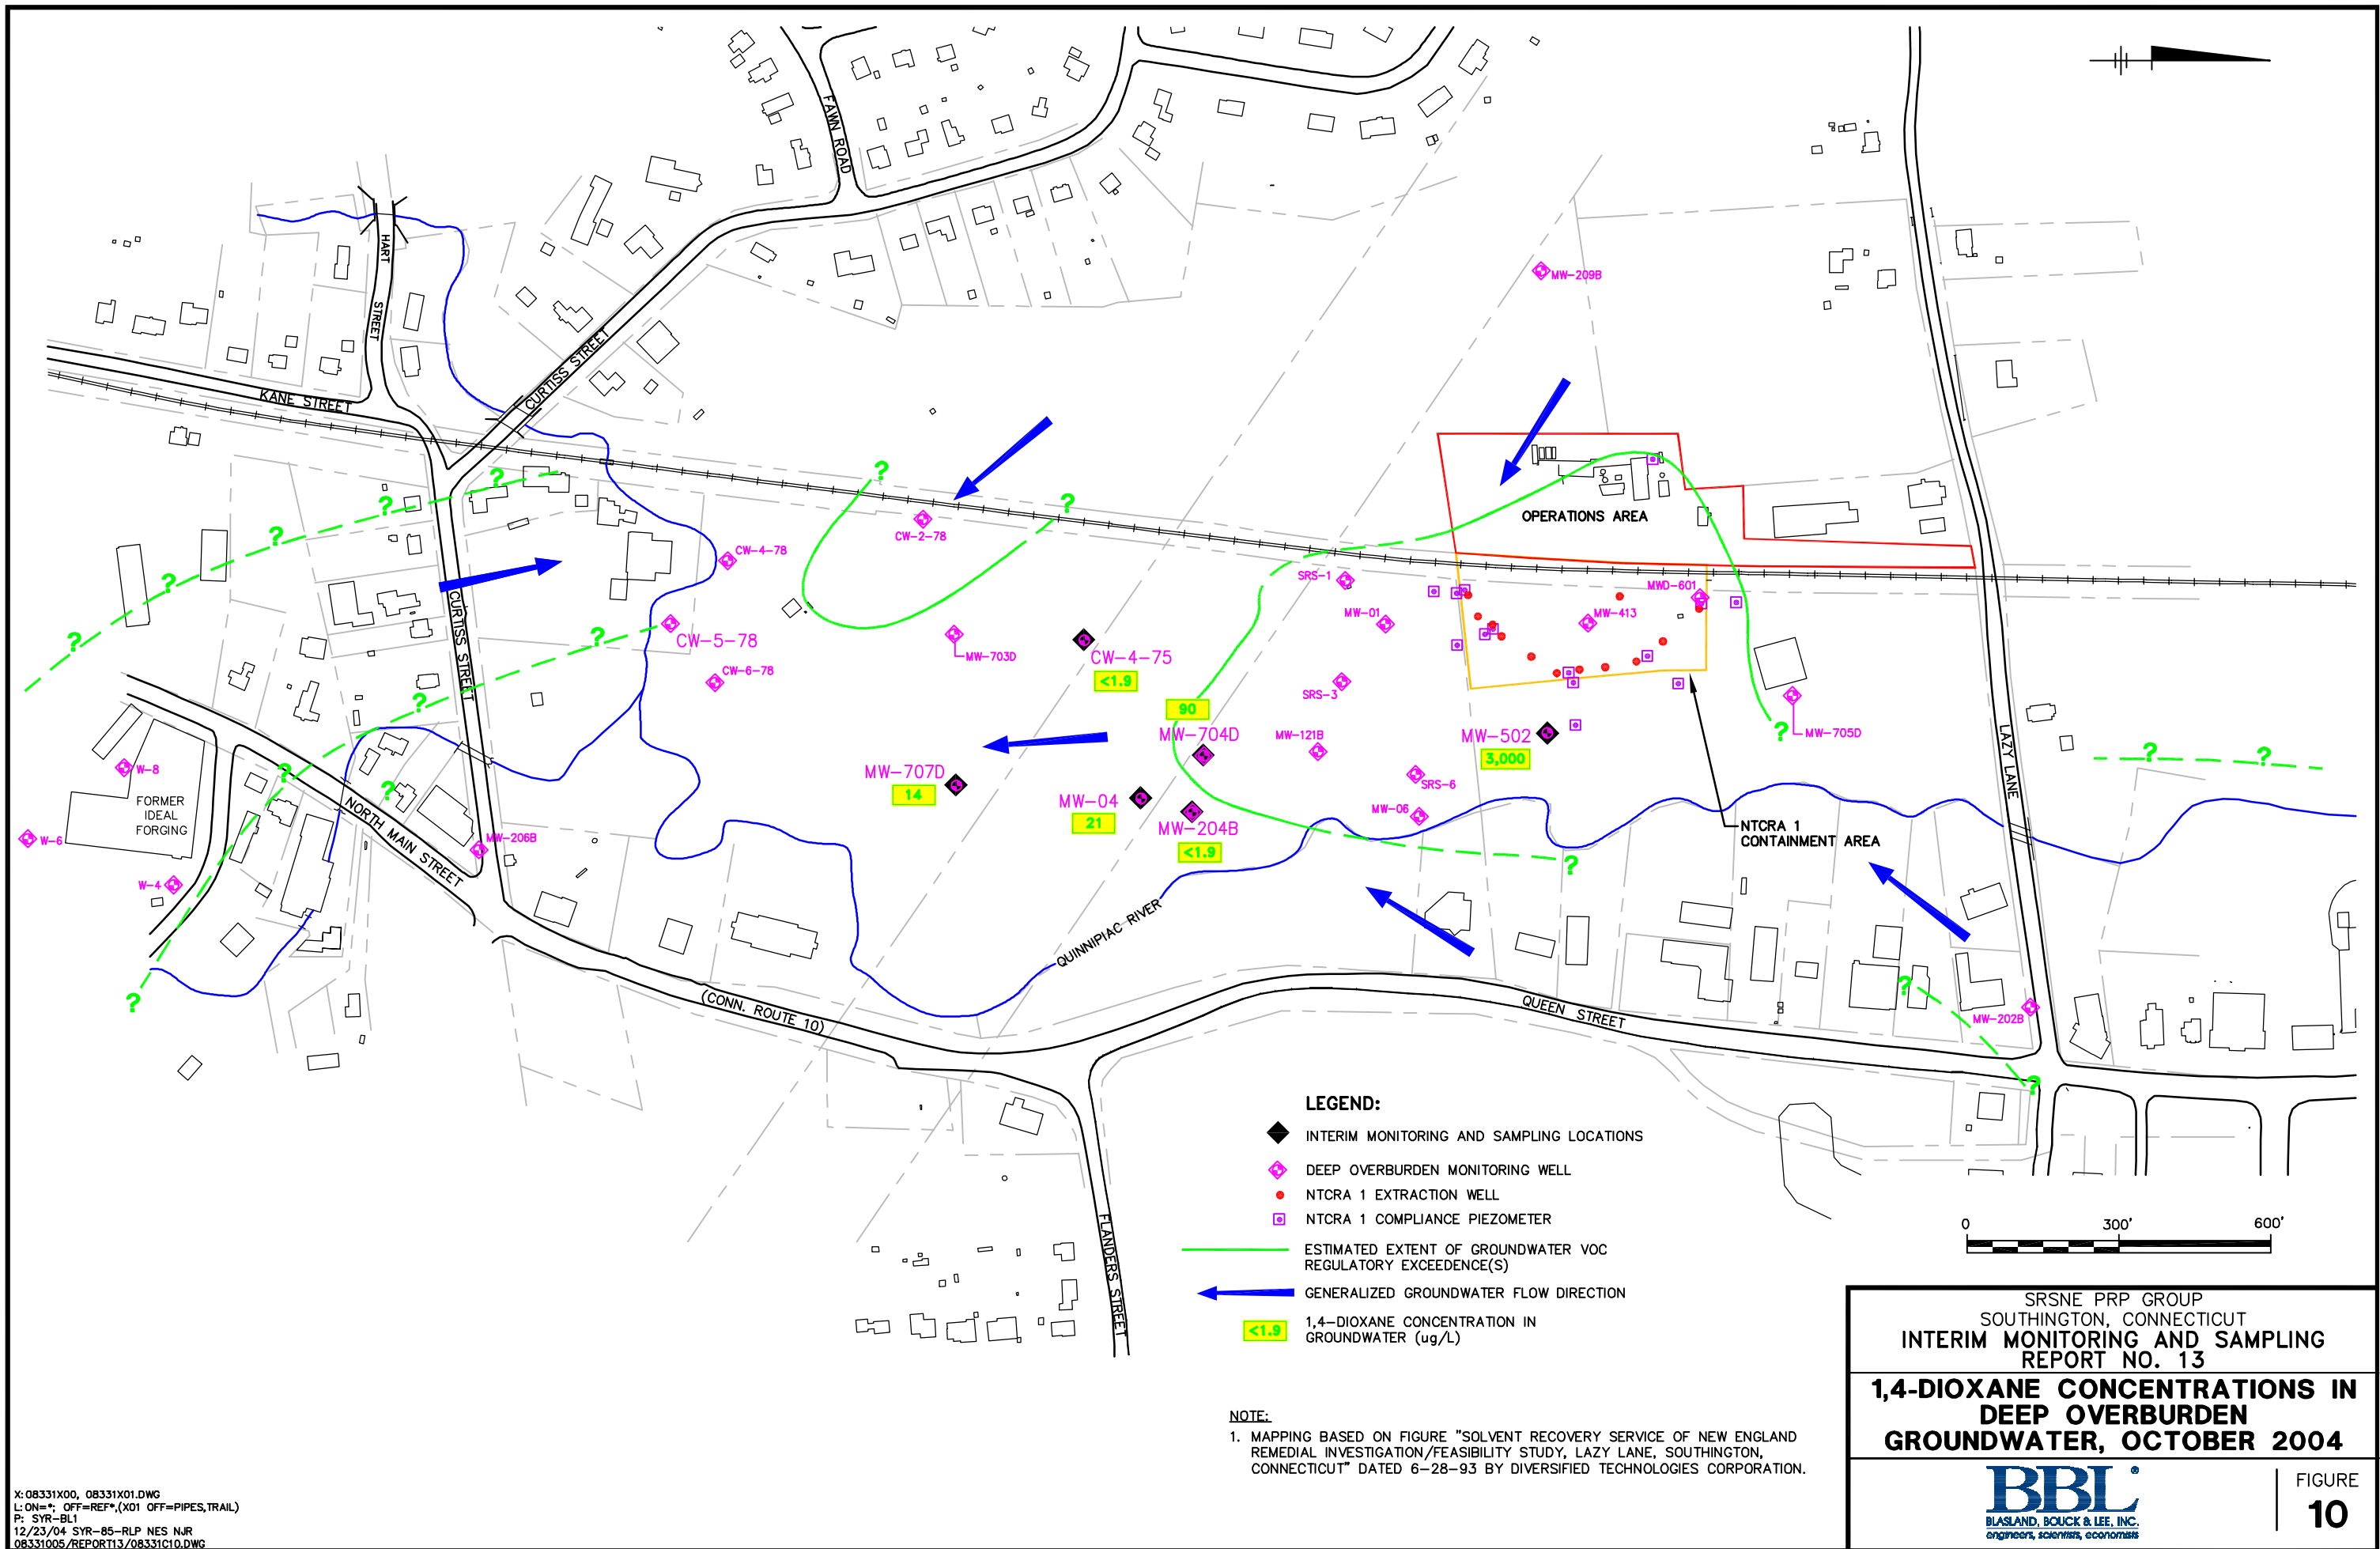 FAWN ROAD
HART
STREET
KANE STREET
CURTISS STREET
CURTISS STREET
MW-209B
OPERATIONS AREA
CW-2-78
CW-4-78
CW-5-78
CW-6-78
MW-703D
CW-4-75
<1.9
SRS-1
MW-01
MWD-601
MW-413
SRS-3
90
MW-704D
MW-121B
MW-502
3,000
MW-705D
MW-707D
14
MW-04
21
MW-204B
<1.9
SRS-6
MW-06
NTCRA 1
CONTAINMENT AREA
LAZY LANE
W-8
W-6
W-4
FORMER
IDEAL
FORGING
NORTH MAIN STREET
MW-206B
QUINNIPIAC RIVER
(CONN. ROUTE 10)
QUEEN STREET
MW-202B
FLANDERS STREET
? ? ? ? ? ? ? ? ? ? ? ? ? ? ? ? ? ? ?
LEGEND:
INTERIM MONITORING AND SAMPLING LOCATIONS
DEEP OVERBURDEN MONITORING WELL
NTCRA 1 EXTRACTION WELL
NTCRA 1 COMPLIANCE PIEZOMETER
ESTIMATED EXTENT OF GROUNDWATER VOC
REGULATORY EXCEEDENCE(S)
GENERALIZED GROUNDWATER FLOW DIRECTION
<1.9
1,4-DIOXANE CONCENTRATION IN
GROUNDWATER (ug/L)
0 300' 600'
NOTE:
1. MAPPING BASED ON FIGURE "SOLVENT RECOVERY SERVICE OF NEW ENGLAND
REMEDIAL INVESTIGATION/FEASIBILITY STUDY, LAZY LANE, SOUTHINGTON,
CONNECTICUT" DATED 6-28-93 BY DIVERSIFIED TECHNOLOGIES CORPORATION.
SRSNE PRP GROUP
SOUTHINGTON, CONNECTICUT
INTERIM MONITORING AND SAMPLING
REPORT NO. 13
1,4-DIOXANE CONCENTRATIONS IN
DEEP OVERBURDEN
GROUNDWATER, OCTOBER 2004
BBL®
BLASLAND, BOUCK & LEE, INC.
engineers, scientists, economists
FIGURE
10
X: 08331X00, 08331X01.DWG
L: ON=*; OFF=REF*,(X01 OFF=PIPES,TRAIL)
P: SYR-BL1
12/23/04 SYR-85-RLP NES NJR
08331005/REPORT13/08331C10.DWG